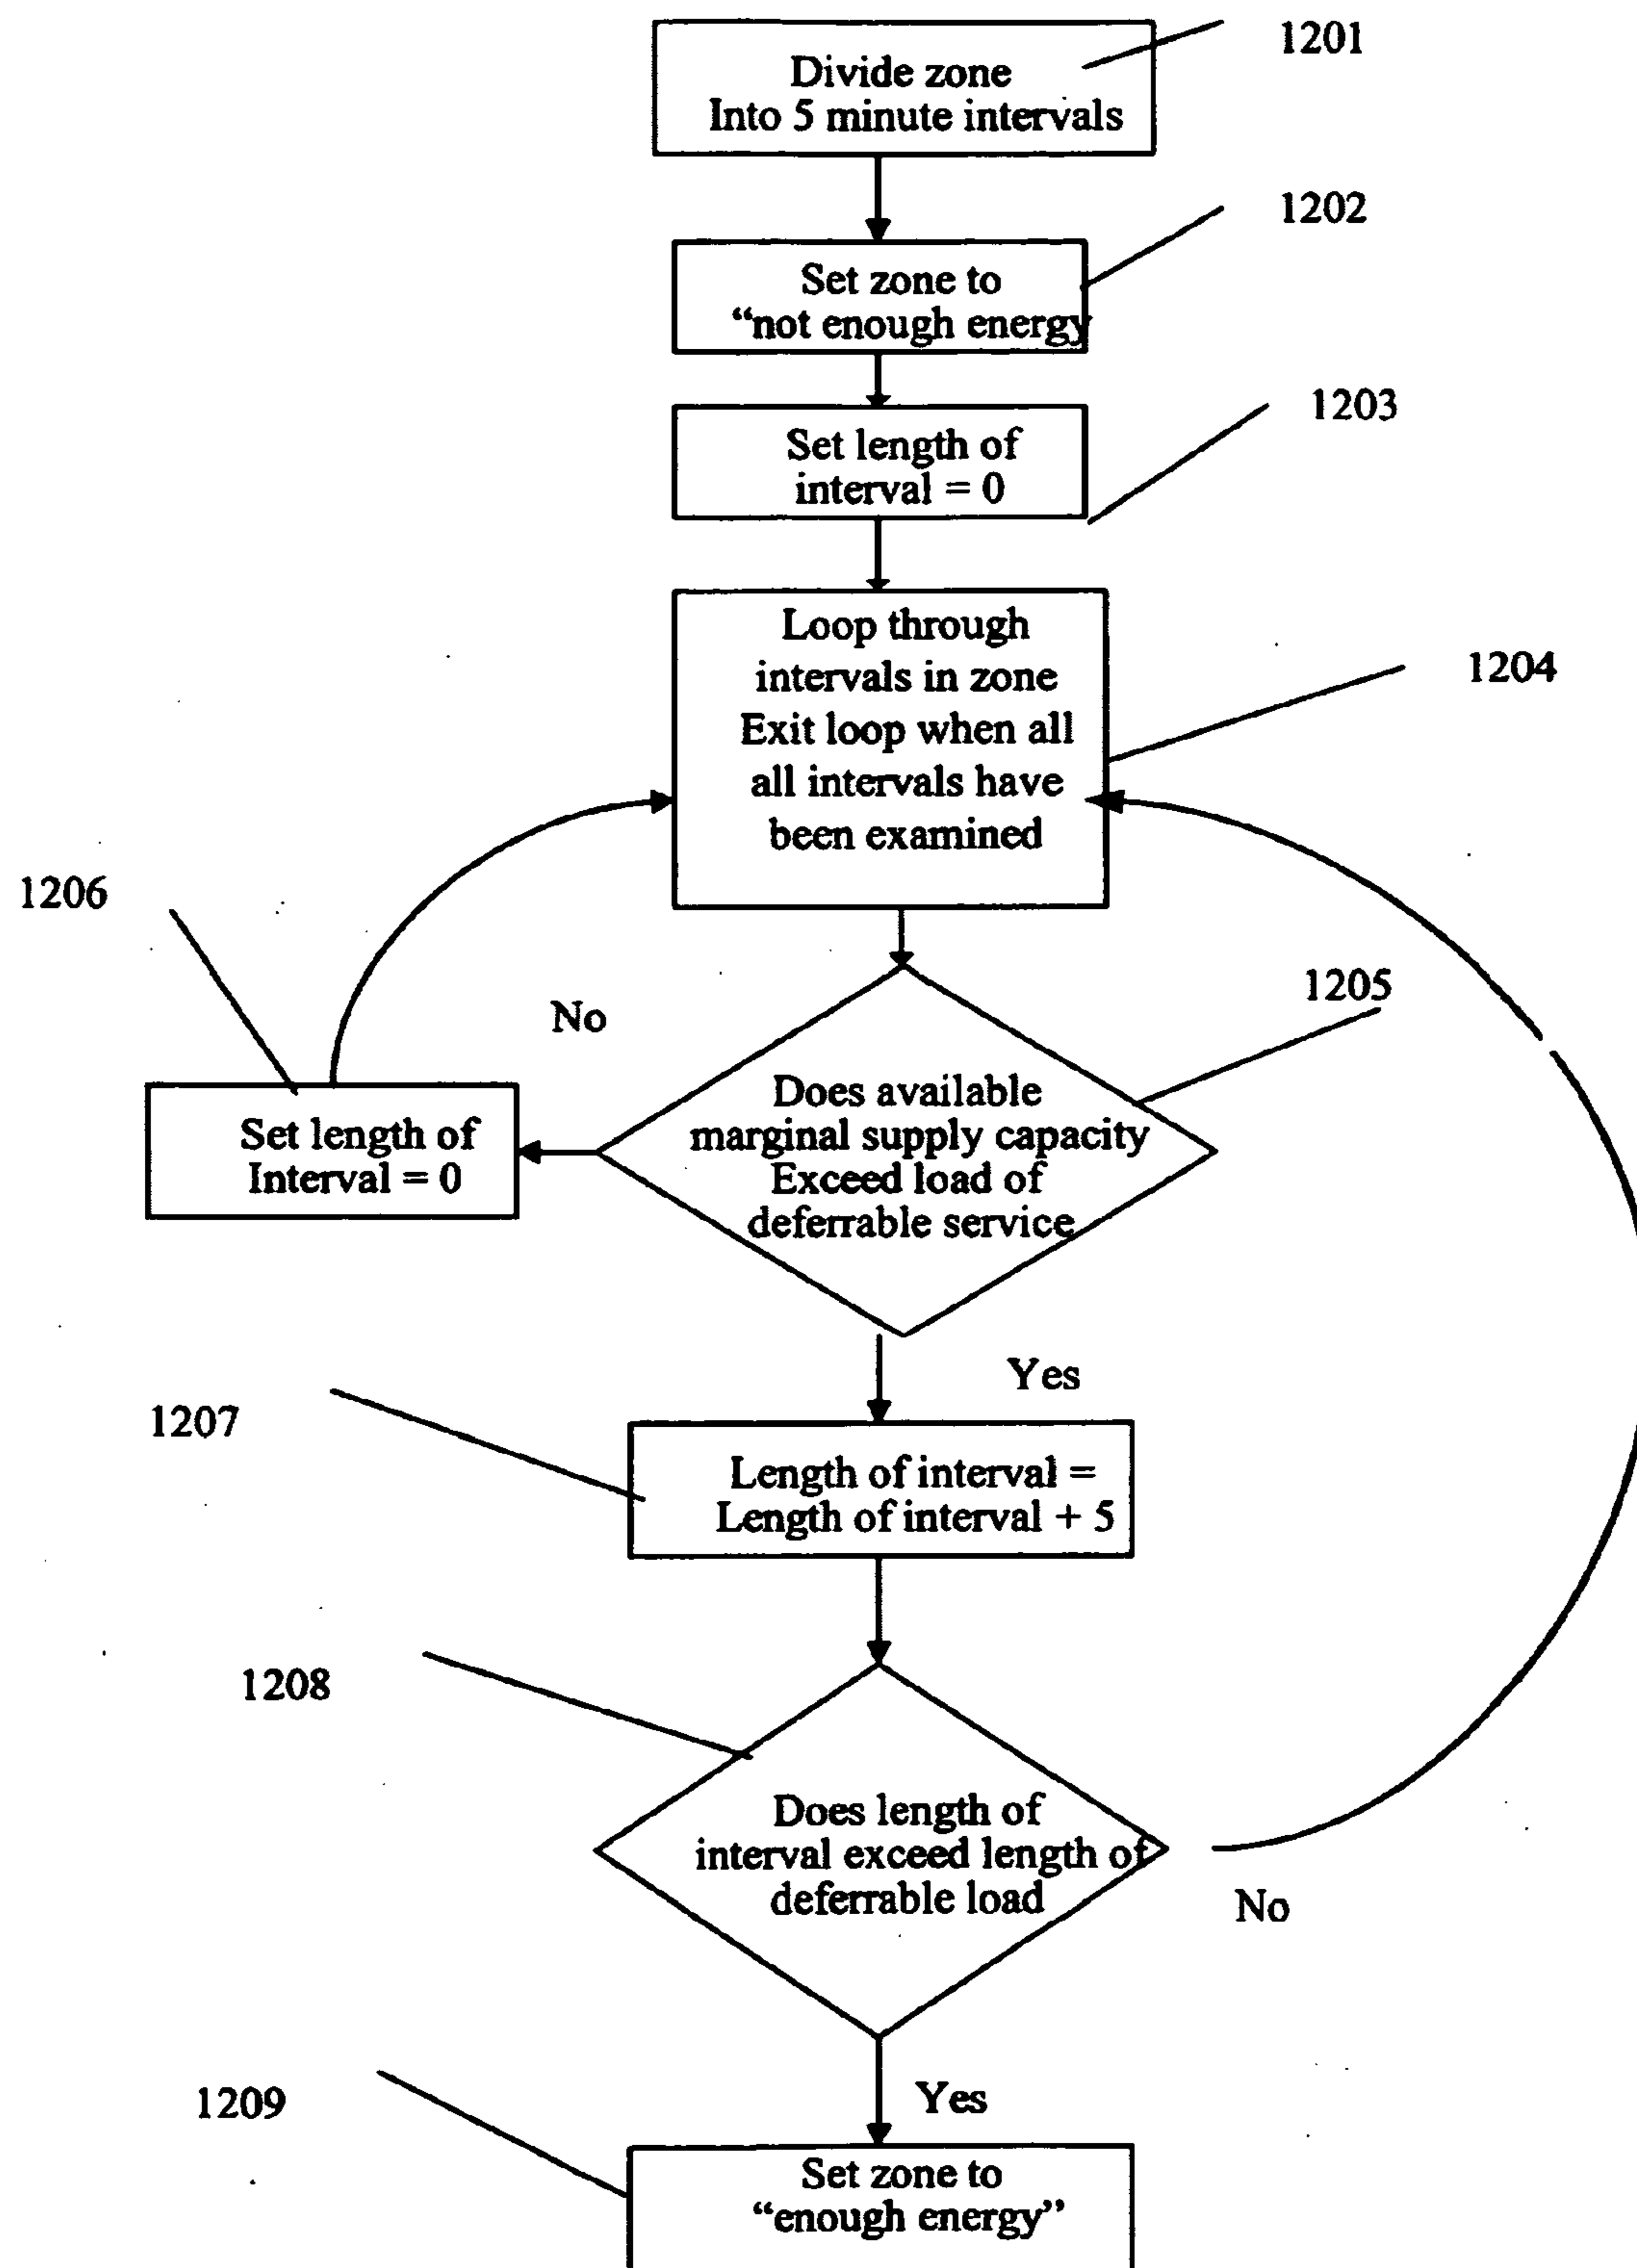 1201
Divide zone
Into 5 minute intervals
1202
Set zone to
“not enough energy
1203
Set length of
interval = 0
Loop through
intervals in zone
Exit loop when all
all intervals have
been examined
1204
1206
No
1205
Does available
marginal supply capacity
Exceed load of
deferrable service
Set length of
Interval = 0
Yes
1207
Length of interval =
Length of interval + 5
1208
Does length of
interval exceed length of
deferrable load
No
Yes
1209
Set zone to
“enough energy”